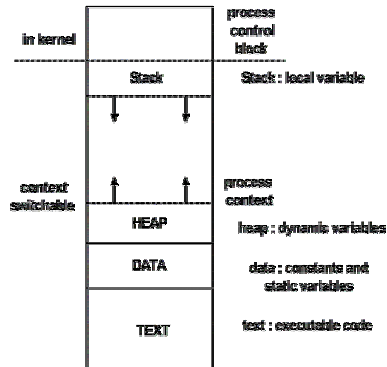 in kernel
process
control
block
Stack
Stack : local variable
context
switchable
process
context
HEAP
heap : dynamic variables
DATA
data : constants and
static variables
TEXT
text : executable code